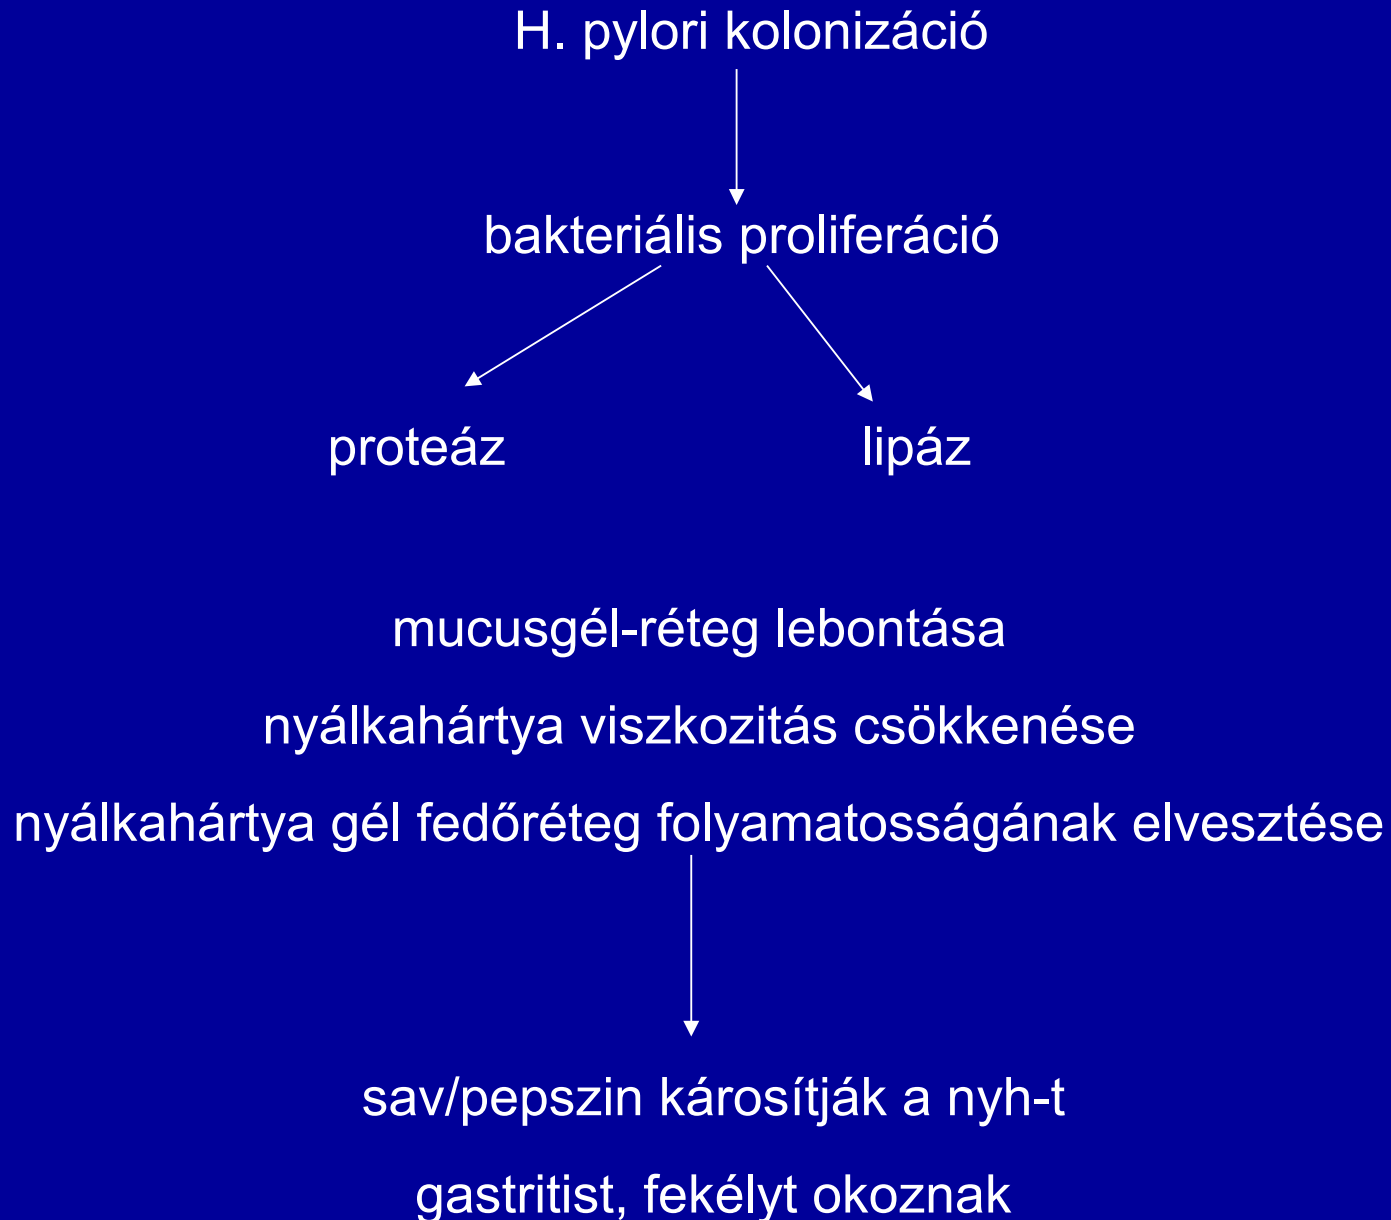 H. pylori kolonizáció
bakteriális proliferáció
proteáz lipáz
mucusgél-réteg lebontása
nyálkahártya viszkozitás csökkenése
nyálkahártya gél fedőréteg folyamatosságának elvesztése
sav/pepszin károsítják a nyh-t
gastritist, fekélyt okoznak